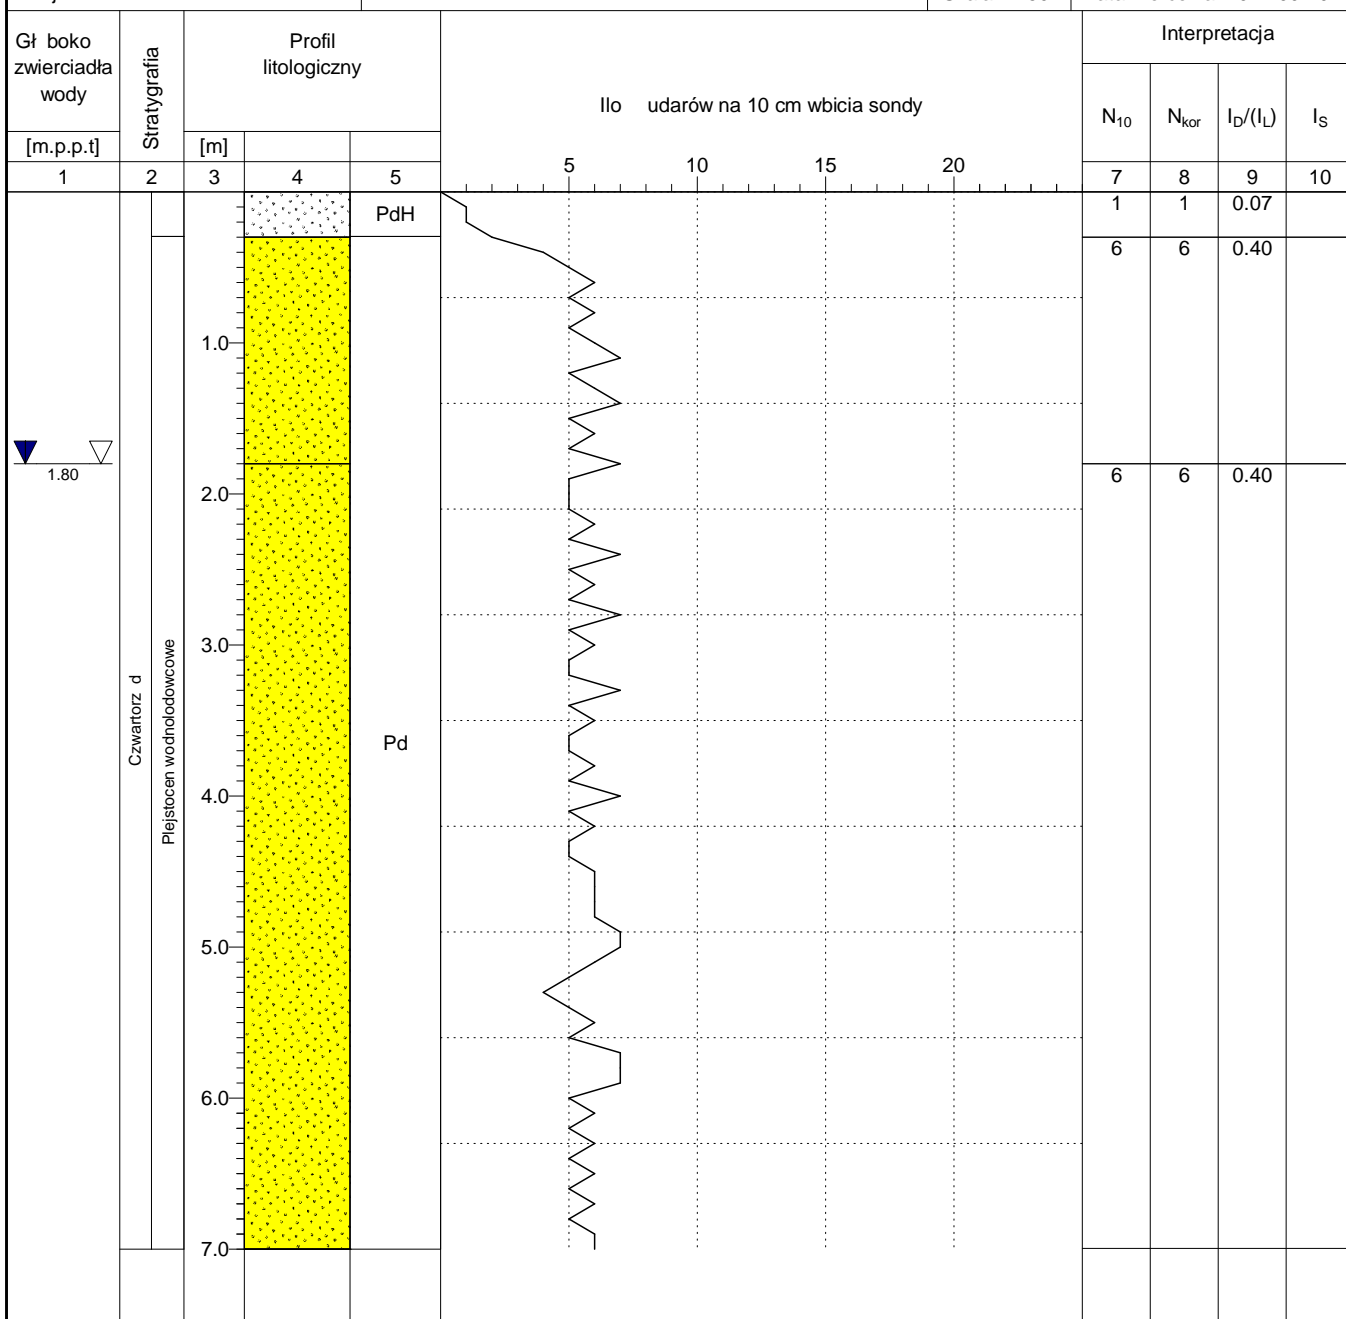 Gł boko
zwierciadła
wody
[m.p.p.t]
Stratygrafia
Profil
litologiczny
[m]
Ilo udarów na 10 cm wbicia sondy
Interpretacja
N10 Nkor ID/(IL) IS
5 10 15 20
1 2 3 4 5 7 8 9 10
PdH
1 1 0.07
6 6 0.40
1.0
1.80
6 6 0.40
2.0
3.0
Czwartorz d
Plejstocen wodnolodowcowe
Pd
4.0
5.0
6.0
7.0